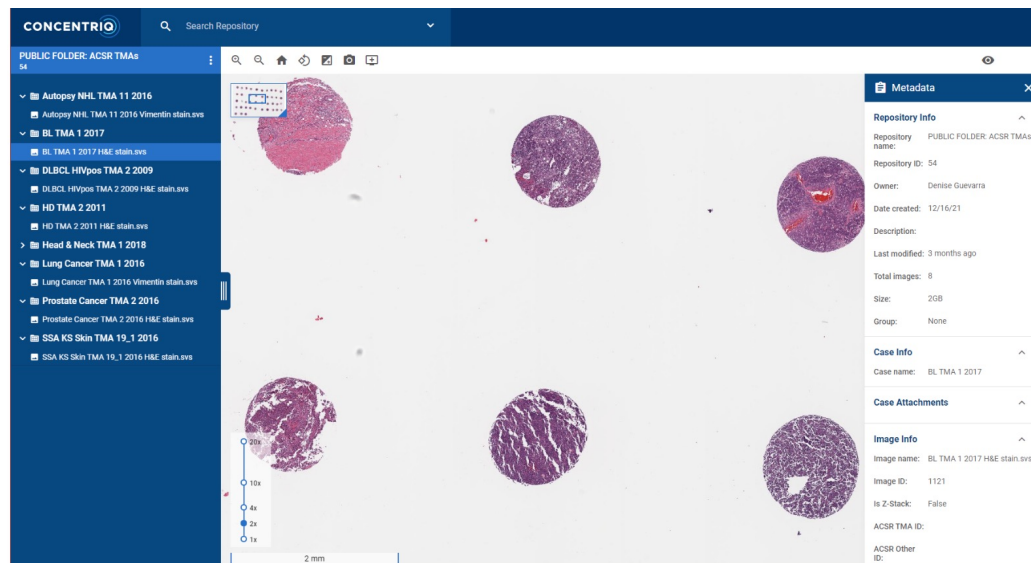 CONCENTRIQ
Search Repository
PUBLIC FOLDER: ACSR TMAs
54
Autopsy NHL TMA 11 2016
Autopsy NHL TMA 11 2016 Vimentin stain.svs
BL TMA 1 2017
BL TMA 1 2017 H&E stain.svs
DLBCL HIVpos TMA 2 2009
DLBCL HIVpos TMA 2 2009 H&E stain.svs
HD TMA 2 2011
HD TMA 2 2011 H&E stain.svs
Head & Neck TMA 1 2018
Lung Cancer TMA 1 2016
Lung Cancer TMA 1 2016 Vimentin stain.svs
Prostate Cancer TMA 2 2016
Prostate Cancer TMA 2 2016 H&E stain.svs
SSA KS Skin TMA 19_1 2016
SSA KS Skin TMA 19_1 2016 H&E stain.svs
20x
10x
4x
2x
1x
2 mm
Metadata
Repository Info
Repository name: PUBLIC FOLDER: ACSR TMAs
Repository ID: 54
Owner: Denise Guevarra
Date created: 12/16/21
Description:
Last modified: 3 months ago
Total images: 8
Size: 2GB
Group: None
Case Info
Case name: BL TMA 1 2017
Case Attachments
Image Info
Image name: BL TMA 1 2017 H&E stain.svs
Image ID: 1121
Is Z-Stack: False
ACSR TMA ID:
ACSR Other ID: